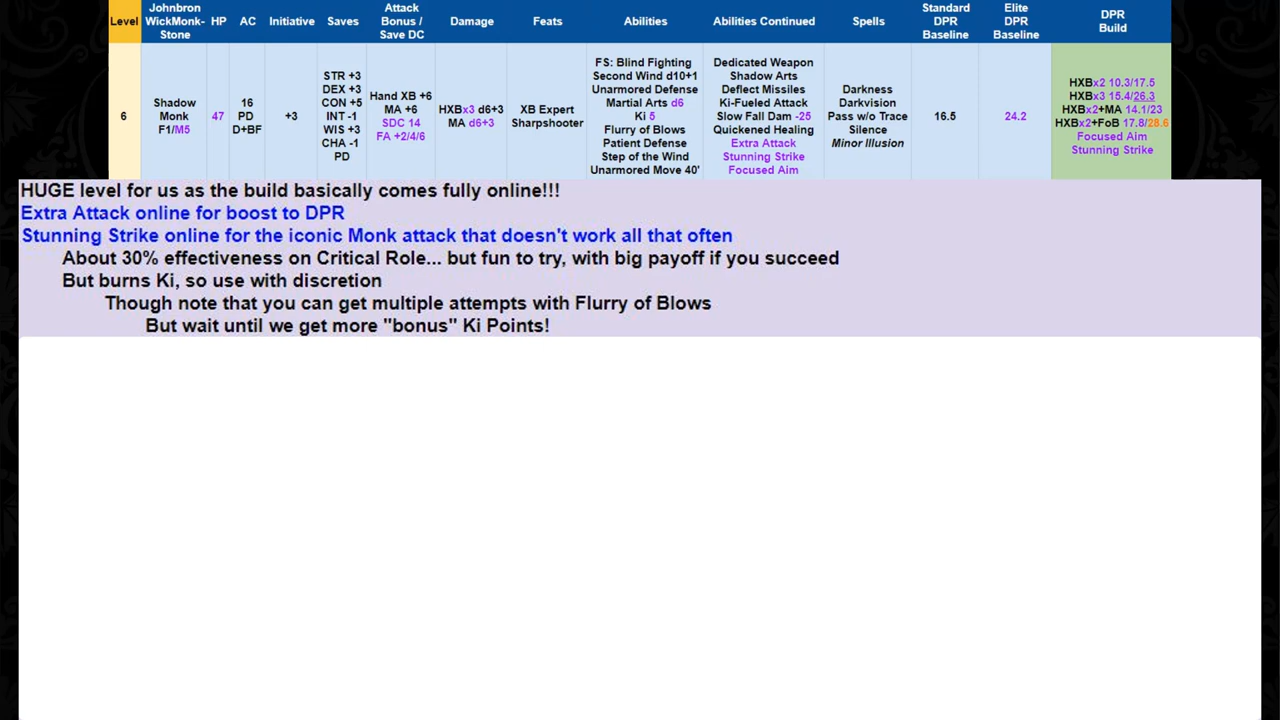 Level
Johnbron WickMonk-Stone
HP
AC
Initiative
Saves
Attack Bonus / Save DC
Damage
Feats
Abilities
Abilities Continued
Spells
Standard DPR Baseline
Elite DPR Baseline
DPR Build
6
Shadow
Monk
F1/M5
47
16
PD
D+BF
+3
STR +3
DEX +3
CON +5
INT -1
WIS +3
CHA -1
PD
Hand XB +6
MA +6
SDC 14
FA +2/4/6
HXBx3 d6+3
MA d6+3
XB Expert
Sharpshooter
FS: Blind Fighting
Second Wind d10+1
Unarmored Defense
Martial Arts d6
Ki 5
Flurry of Blows
Patient Defense
Step of the Wind
Unarmored Move 40'
Dedicated Weapon
Shadow Arts
Deflect Missiles
Ki-Fueled Attack
Slow Fall Dam -25
Quickened Healing
Extra Attack
Stunning Strike
Focused Aim
Darkness
Darkvision
Pass w/o Trace
Silence
Minor Illusion
16.5
24.2
HXBx2 10.3/17.5
HXBx3 15.4/26.3
HXBx2+MA 14.1/23
HXBx2+FoB 17.8/28.6
Focused Aim
Stunning Strike
HUGE level for us as the build basically comes fully online!!!
Extra Attack online for boost to DPR
Stunning Strike online for the iconic Monk attack that doesn't work all that often
About 30% effectiveness on Critical Role... but fun to try, with big payoff if you succeed
But burns Ki, so use with discretion
Though note that you can get multiple attempts with Flurry of Blows
But wait until we get more "bonus" Ki Points!